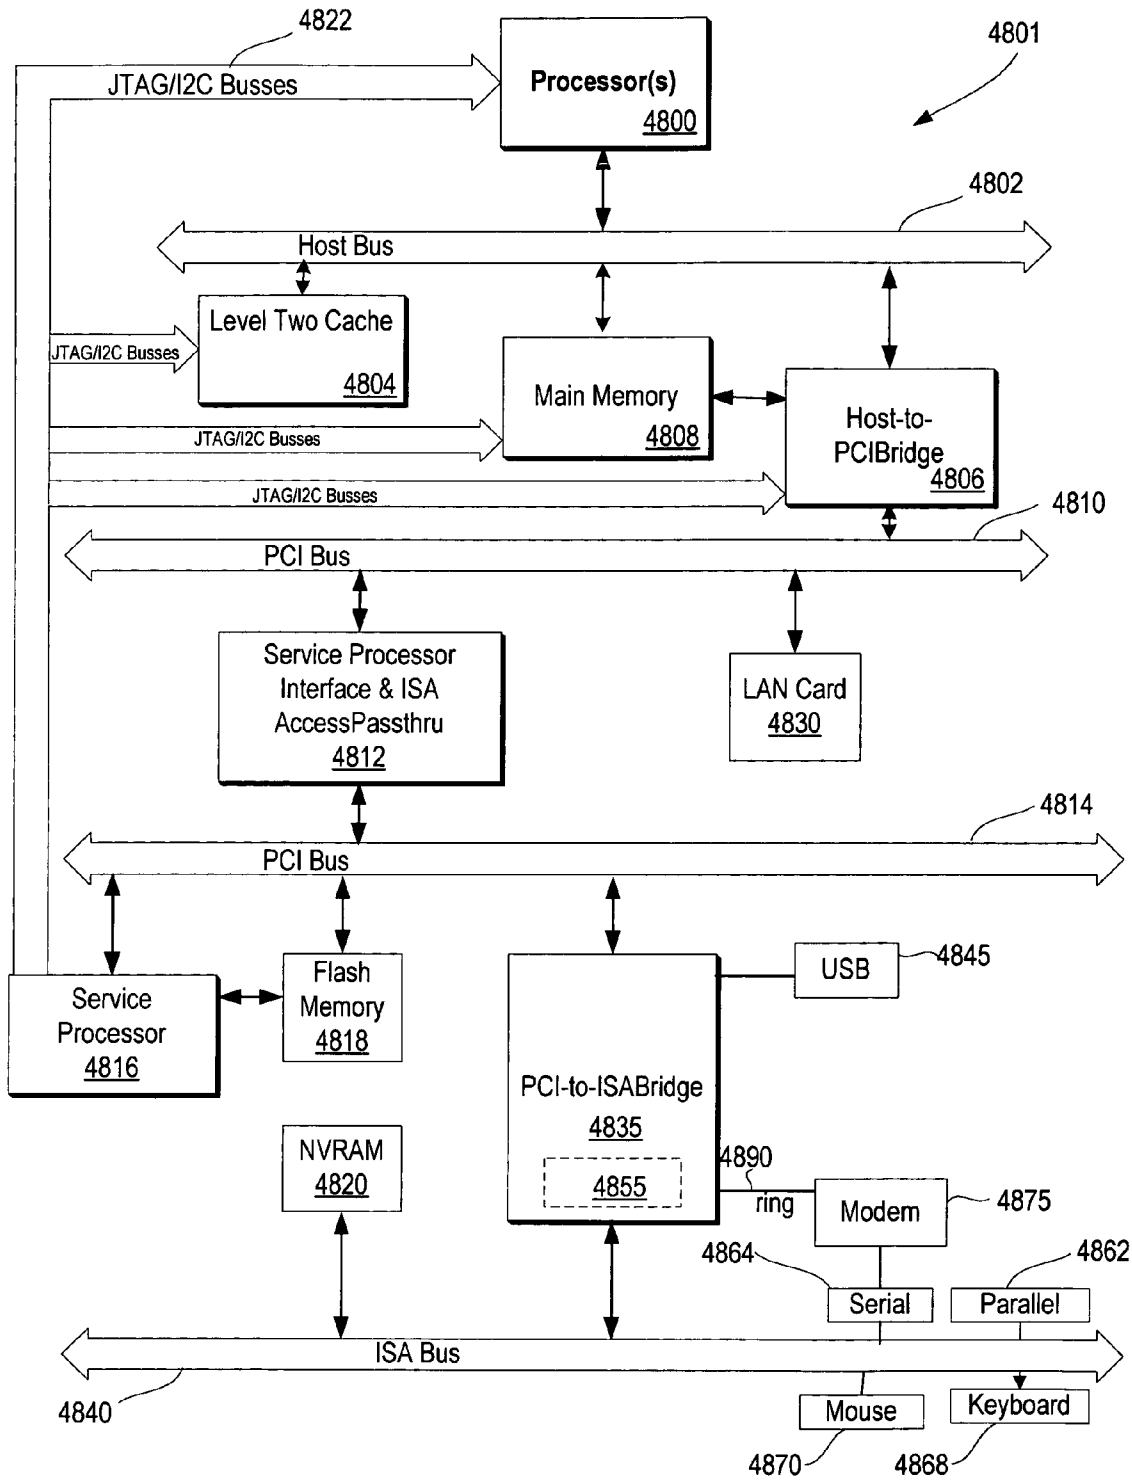 4822
4801
JTAG/I2C Busses
Processor(s)
4800
4802
Host Bus
Level Two Cache
4804
JTAG/I2C Busses
Main Memory
4808
Host-to-
PCIBridge
4806
JTAG/I2C Busses
JTAG/I2C Busses
4810
PCI Bus
Service Processor
Interface & ISA
AccessPassthru
4812
LAN Card
4830
4814
PCI Bus
Service
Processor
4816
Flash
Memory
4818
USB
4845
PCI-to-ISABridge
4835
4855
NVRAM
4820
4890
ring
Modem
4875
4864
4862
Serial
Parallel
ISA Bus
4840
Mouse
Keyboard
4870
4868